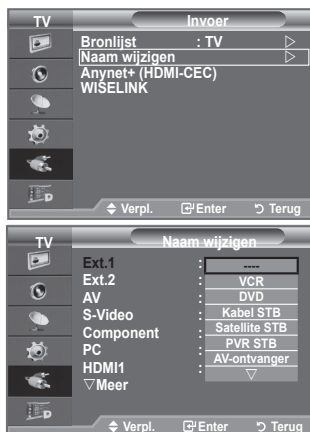 TV Invoer
Bronlijst : TV ▷
Naam wijzigen ▷
Anynet+ (HDMI-CEC)
WISELINK
Verpl. Enter Terug
TV Naam wijzigen
Ext.1 : ----
Ext.2 : VCR
AV : DVD
S-Video : Kabel STB
Component : Satellite STB
PC : PVR STB
HDMI1 : AV-ontvanger
▽Meer ▽
Verpl. Enter Terug